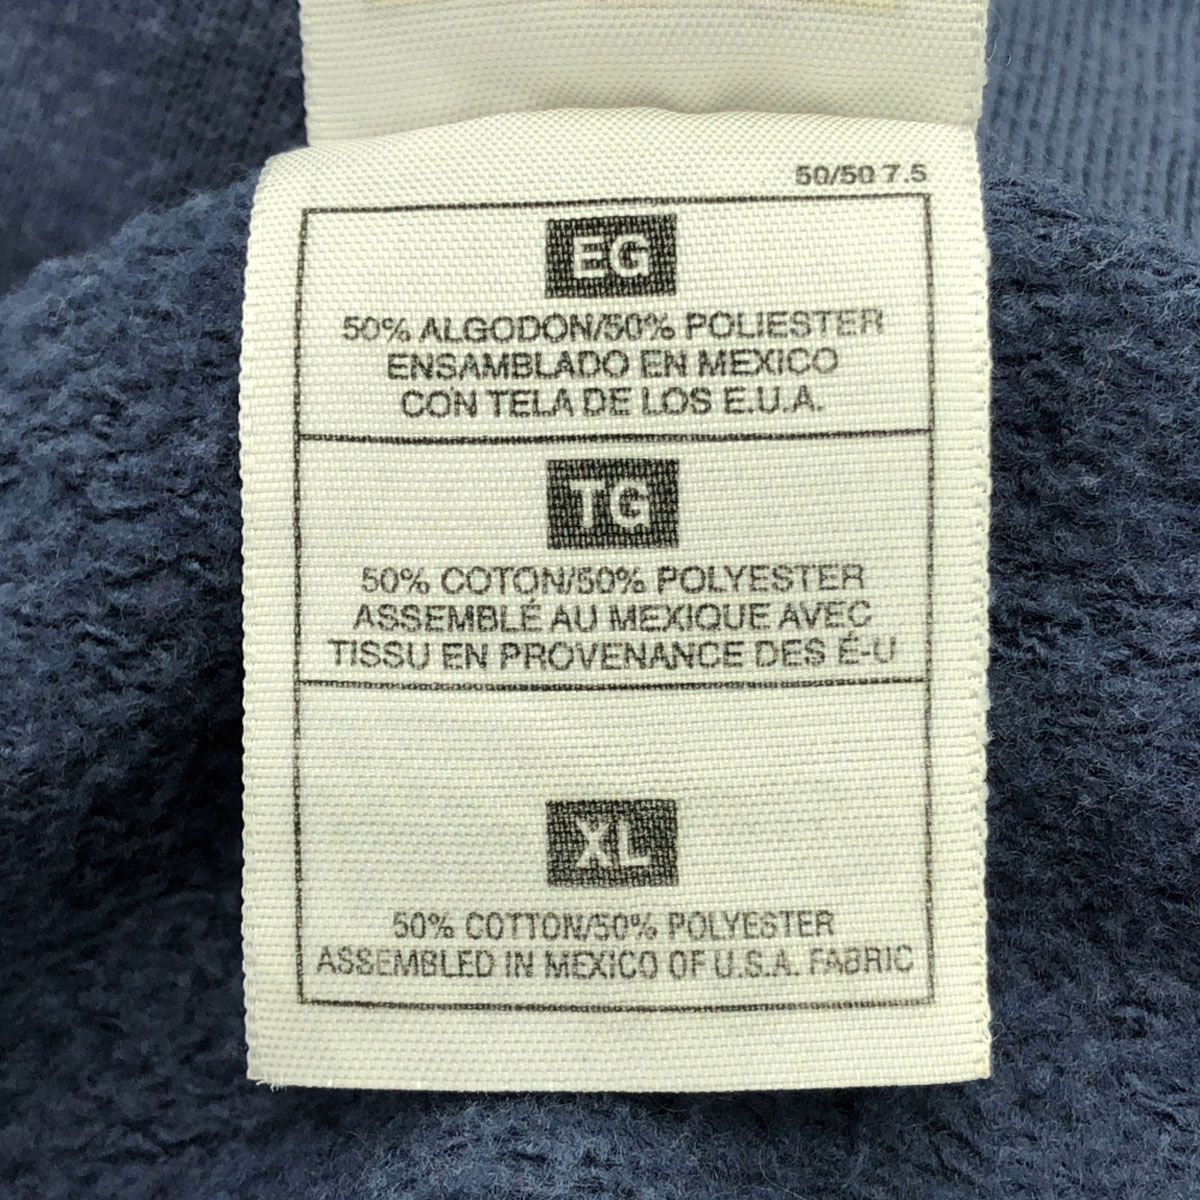 50/50 7.5
EG
50% ALGODON/50% POLIESTER
ENSAMBLADO EN MEXICO
CON TELA DE LOS E.U.A.
TG
50% COTON/50% POLYESTER
ASSEMBLÉ AU MEXIQUE AVEC
TISSU EN PROVENANCE DES É-U
XL
50% COTTON/50% POLYESTER
ASSEMBLED IN MEXICO OF U.S.A. FABRIC